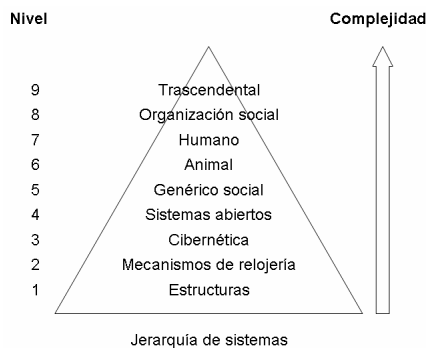 Nivel Complejidad
9 Trascendental
8 Organización social
7 Humano
6 Animal
5 Genérico social
4 Sistemas abiertos
3 Cibernética
2 Mecanismos de relojería
1 Estructuras
Jerarquía de sistemas